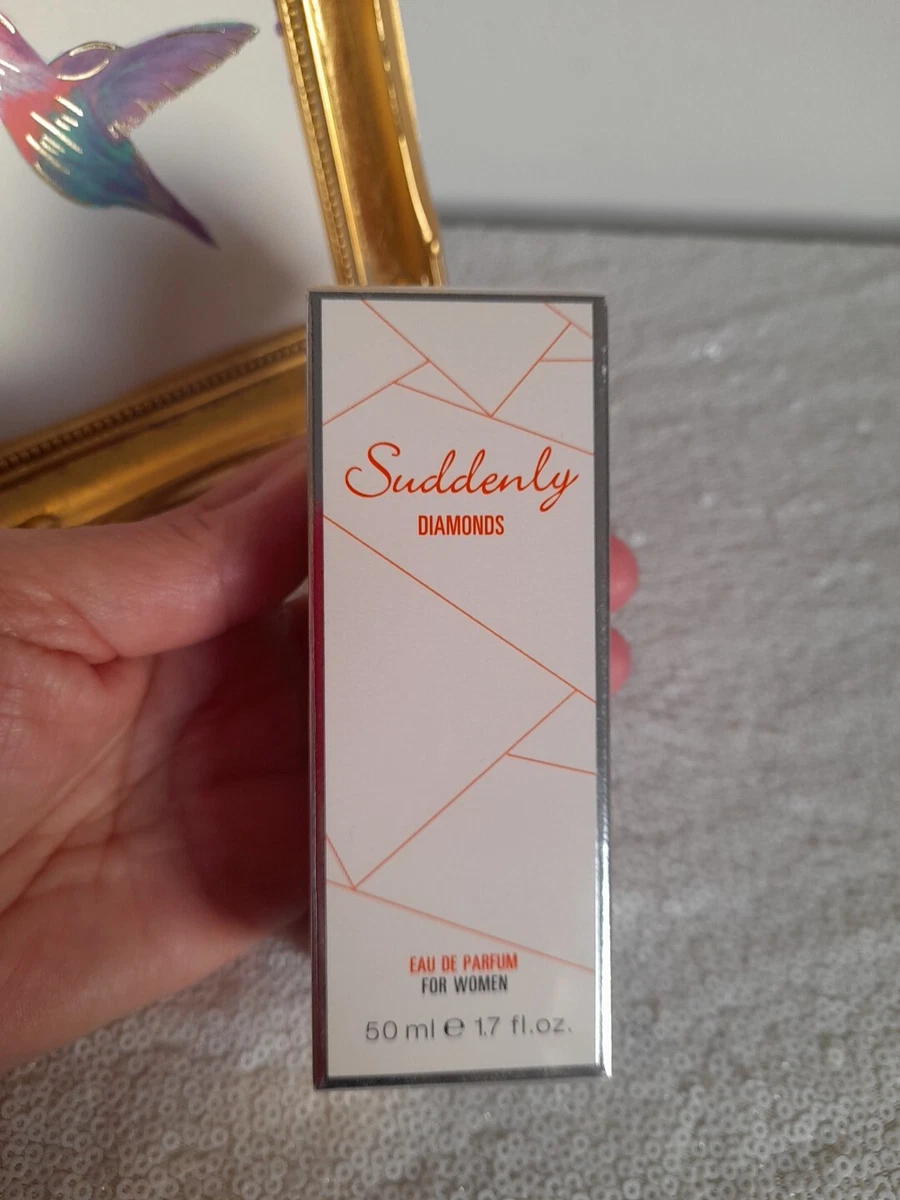 Suddenly
DIAMONDS
EAU DE PARFUM
FOR WOMEN
50 ml ℮ 1.7 fl.oz.